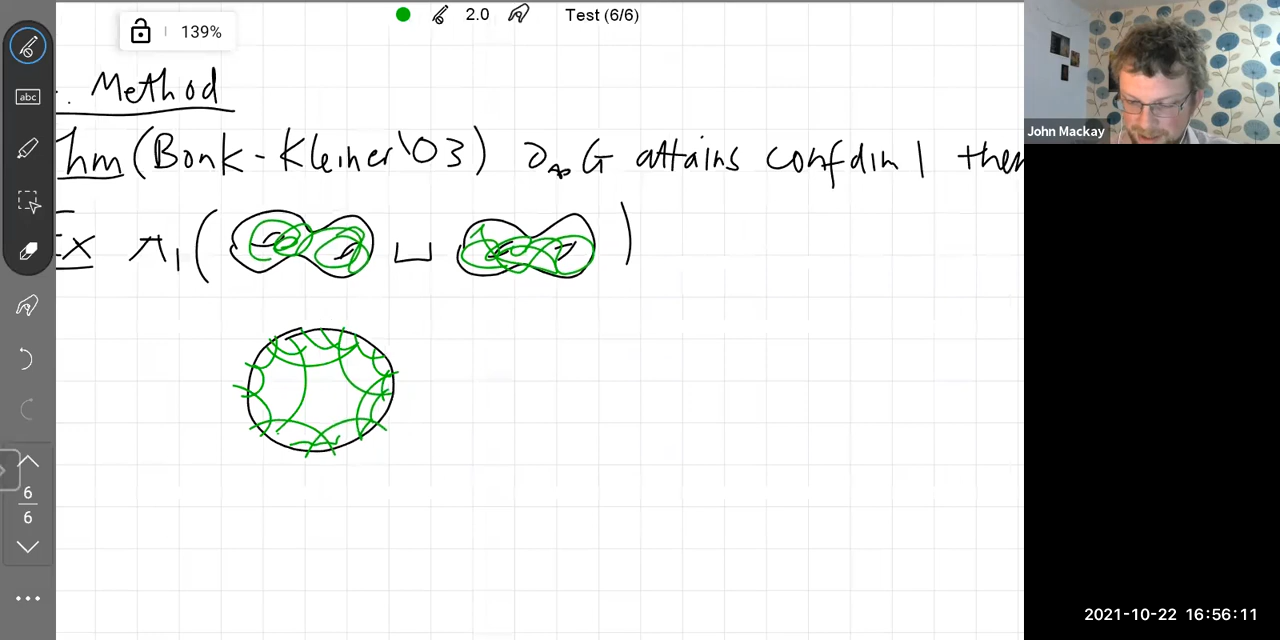 2.0 Test (6/6)
139%
abc
. Method
hm (Bonk-Kleiner '03) ∂∞G attains confdim 1 then
Ex π₁( ⊔ )
John Mackay
6
6
2021-10-22 16:56:11